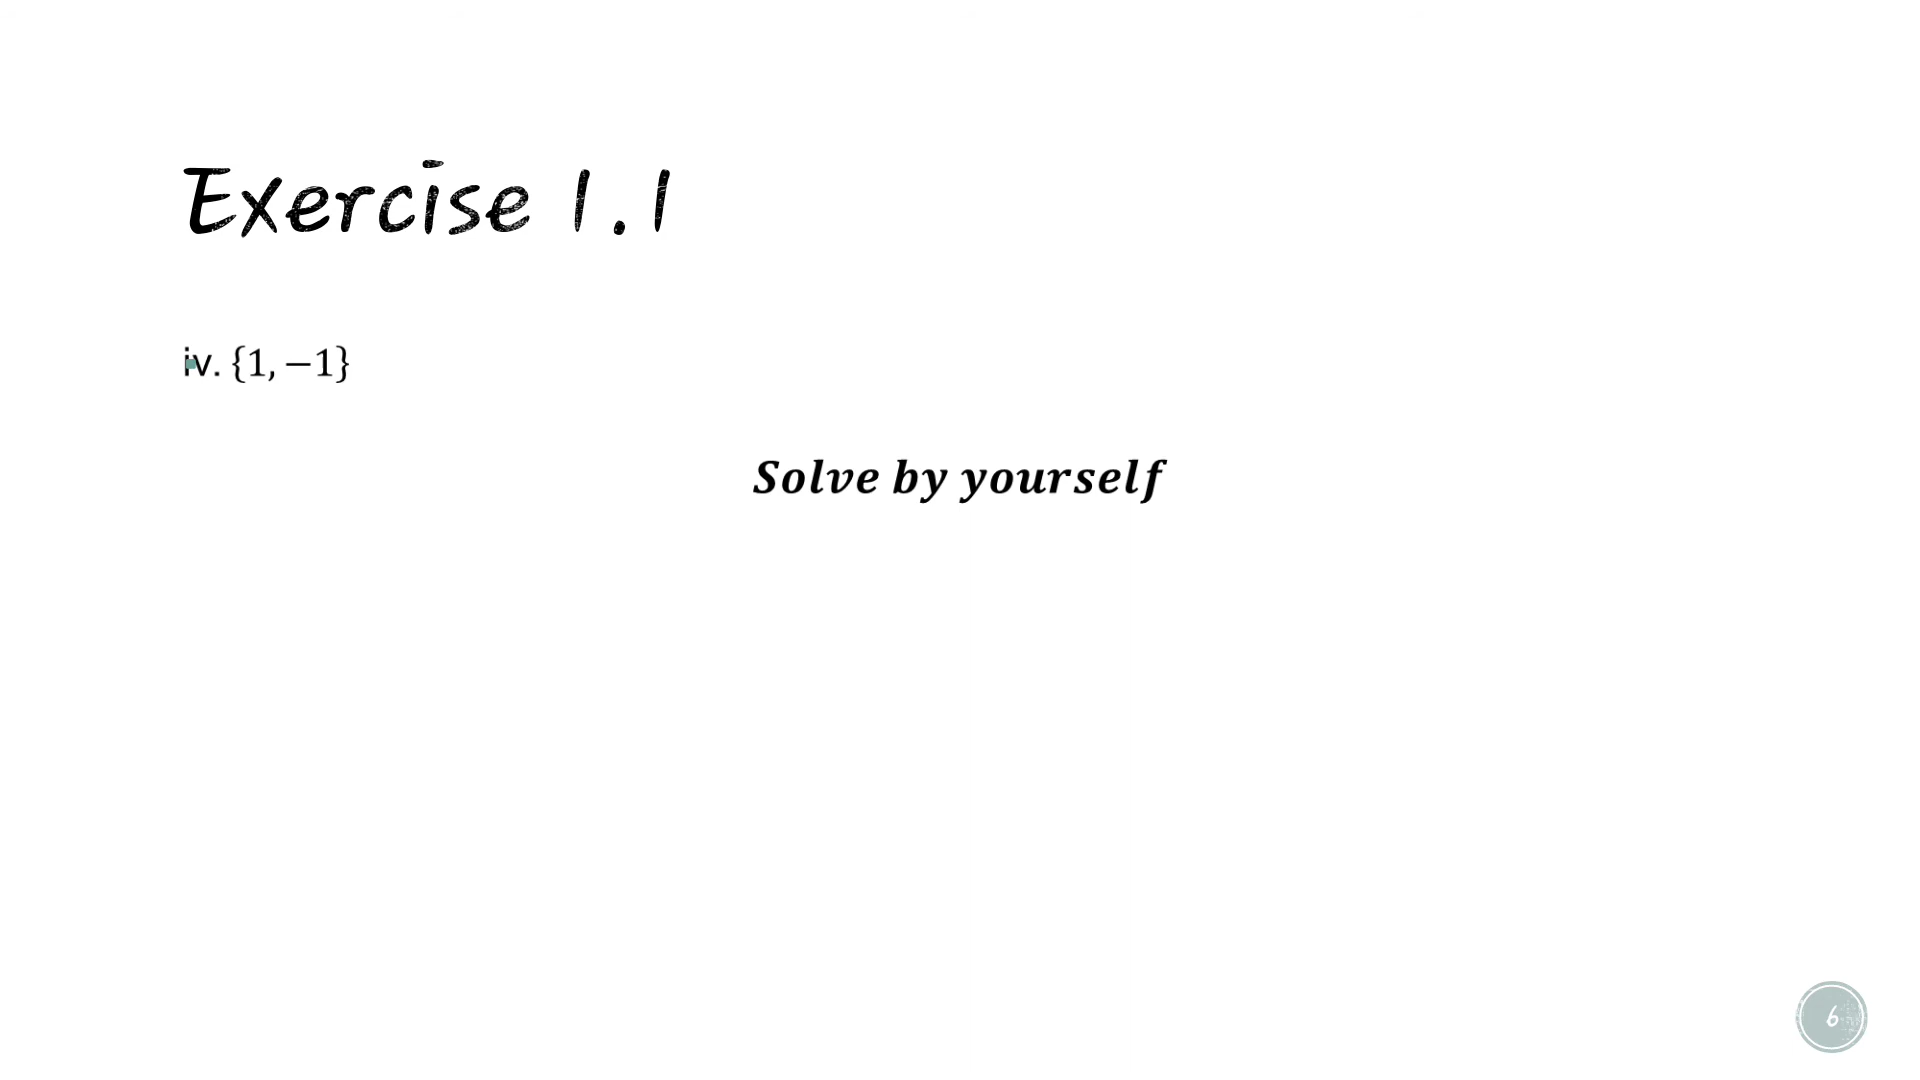 Exercise 1.1
iv. {1, −1}
Solve by yourself
6